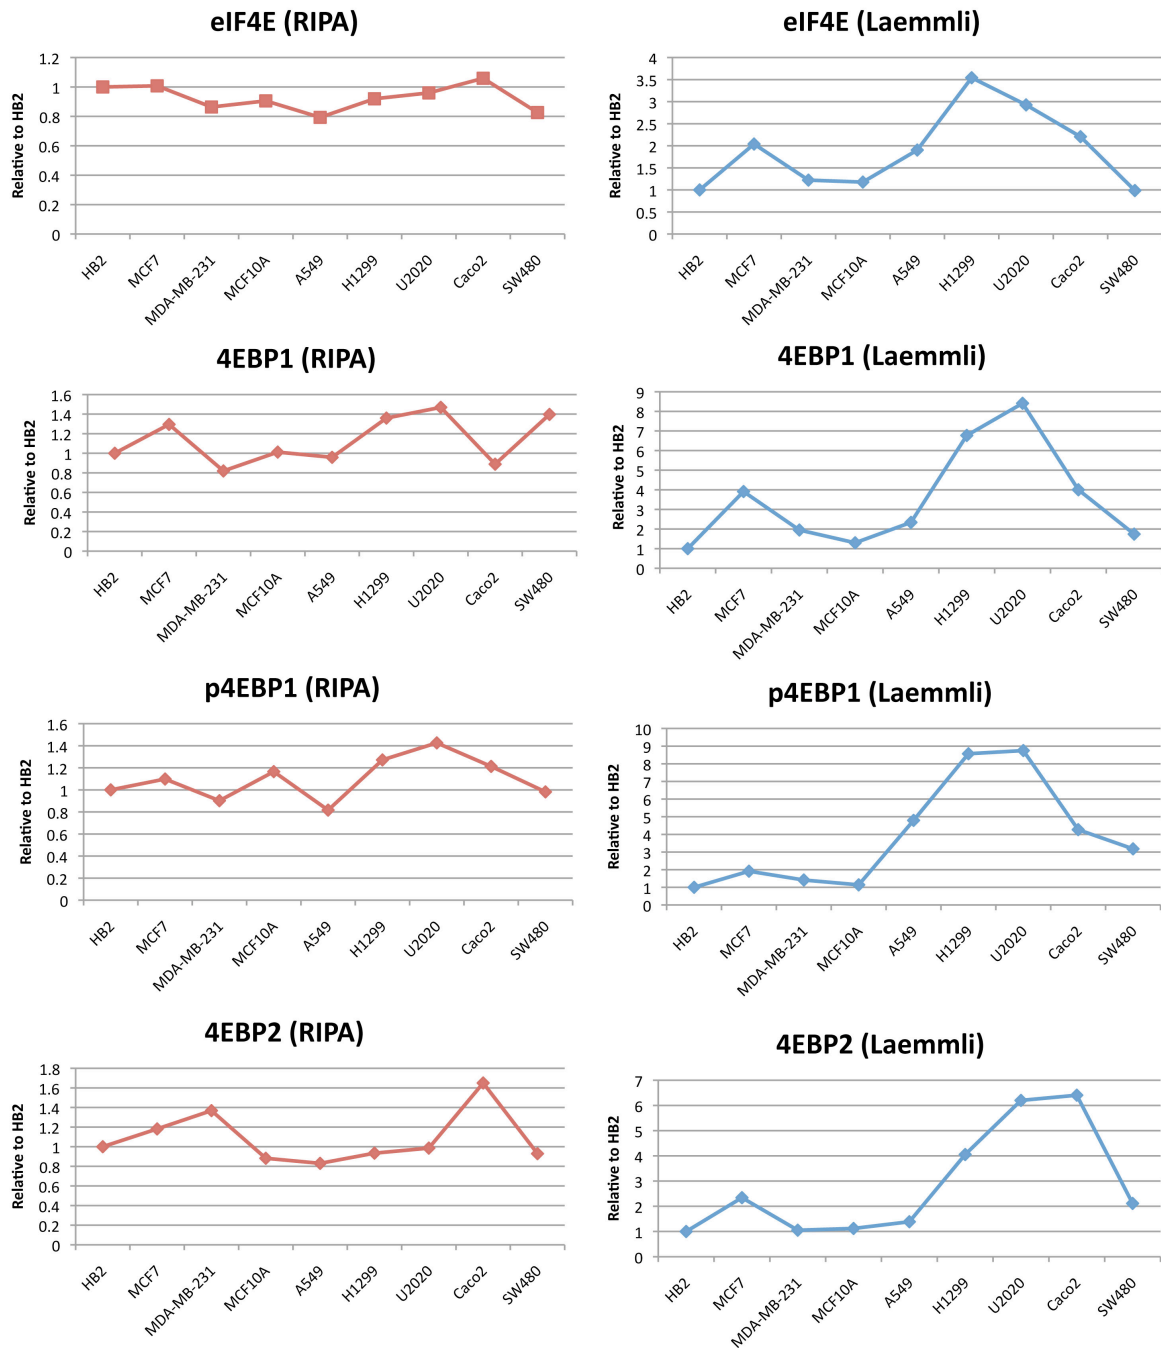 eIF4E (RIPA)
Relative to HB2
1.2
1
0.8
0.6
0.4
0.2
0
HB2
MCF7
MDA-MB-231
MCF10A
A549
H1299
U2020
Caco2
SW480
eIF4E (Laemmli)
Relative to HB2
4
3.5
3
2.5
2
1.5
1
0.5
0
HB2
MCF7
MDA-MB-231
MCF10A
A549
H1299
U2020
Caco2
SW480
4EBP1 (RIPA)
Relative to HB2
1.6
1.4
1.2
1
0.8
0.6
0.4
0.2
0
HB2
MCF7
MDA-MB-231
MCF10A
A549
H1299
U2020
Caco2
SW480
4EBP1 (Laemmli)
Relative to HB2
9
8
7
6
5
4
3
2
1
0
HB2
MCF7
MDA-MB-231
MCF10A
A549
H1299
U2020
Caco2
SW480
p4EBP1 (RIPA)
Relative to HB2
1.6
1.4
1.2
1
0.8
0.6
0.4
0.2
0
HB2
MCF7
MDA-MB-231
MCF10A
A549
H1299
U2020
Caco2
SW480
p4EBP1 (Laemmli)
Relative to HB2
10
9
8
7
6
5
4
3
2
1
0
HB2
MCF7
MDA-MB-231
MCF10A
A549
H1299
U2020
Caco2
SW480
4EBP2 (RIPA)
Relative to HB2
1.8
1.6
1.4
1.2
1
0.8
0.6
0.4
0.2
0
HB2
MCF7
MDA-MB-231
MCF10A
A549
H1299
U2020
Caco2
SW480
4EBP2 (Laemmli)
Relative to HB2
7
6
5
4
3
2
1
0
HB2
MCF7
MDA-MB-231
MCF10A
A549
H1299
U2020
Caco2
SW480